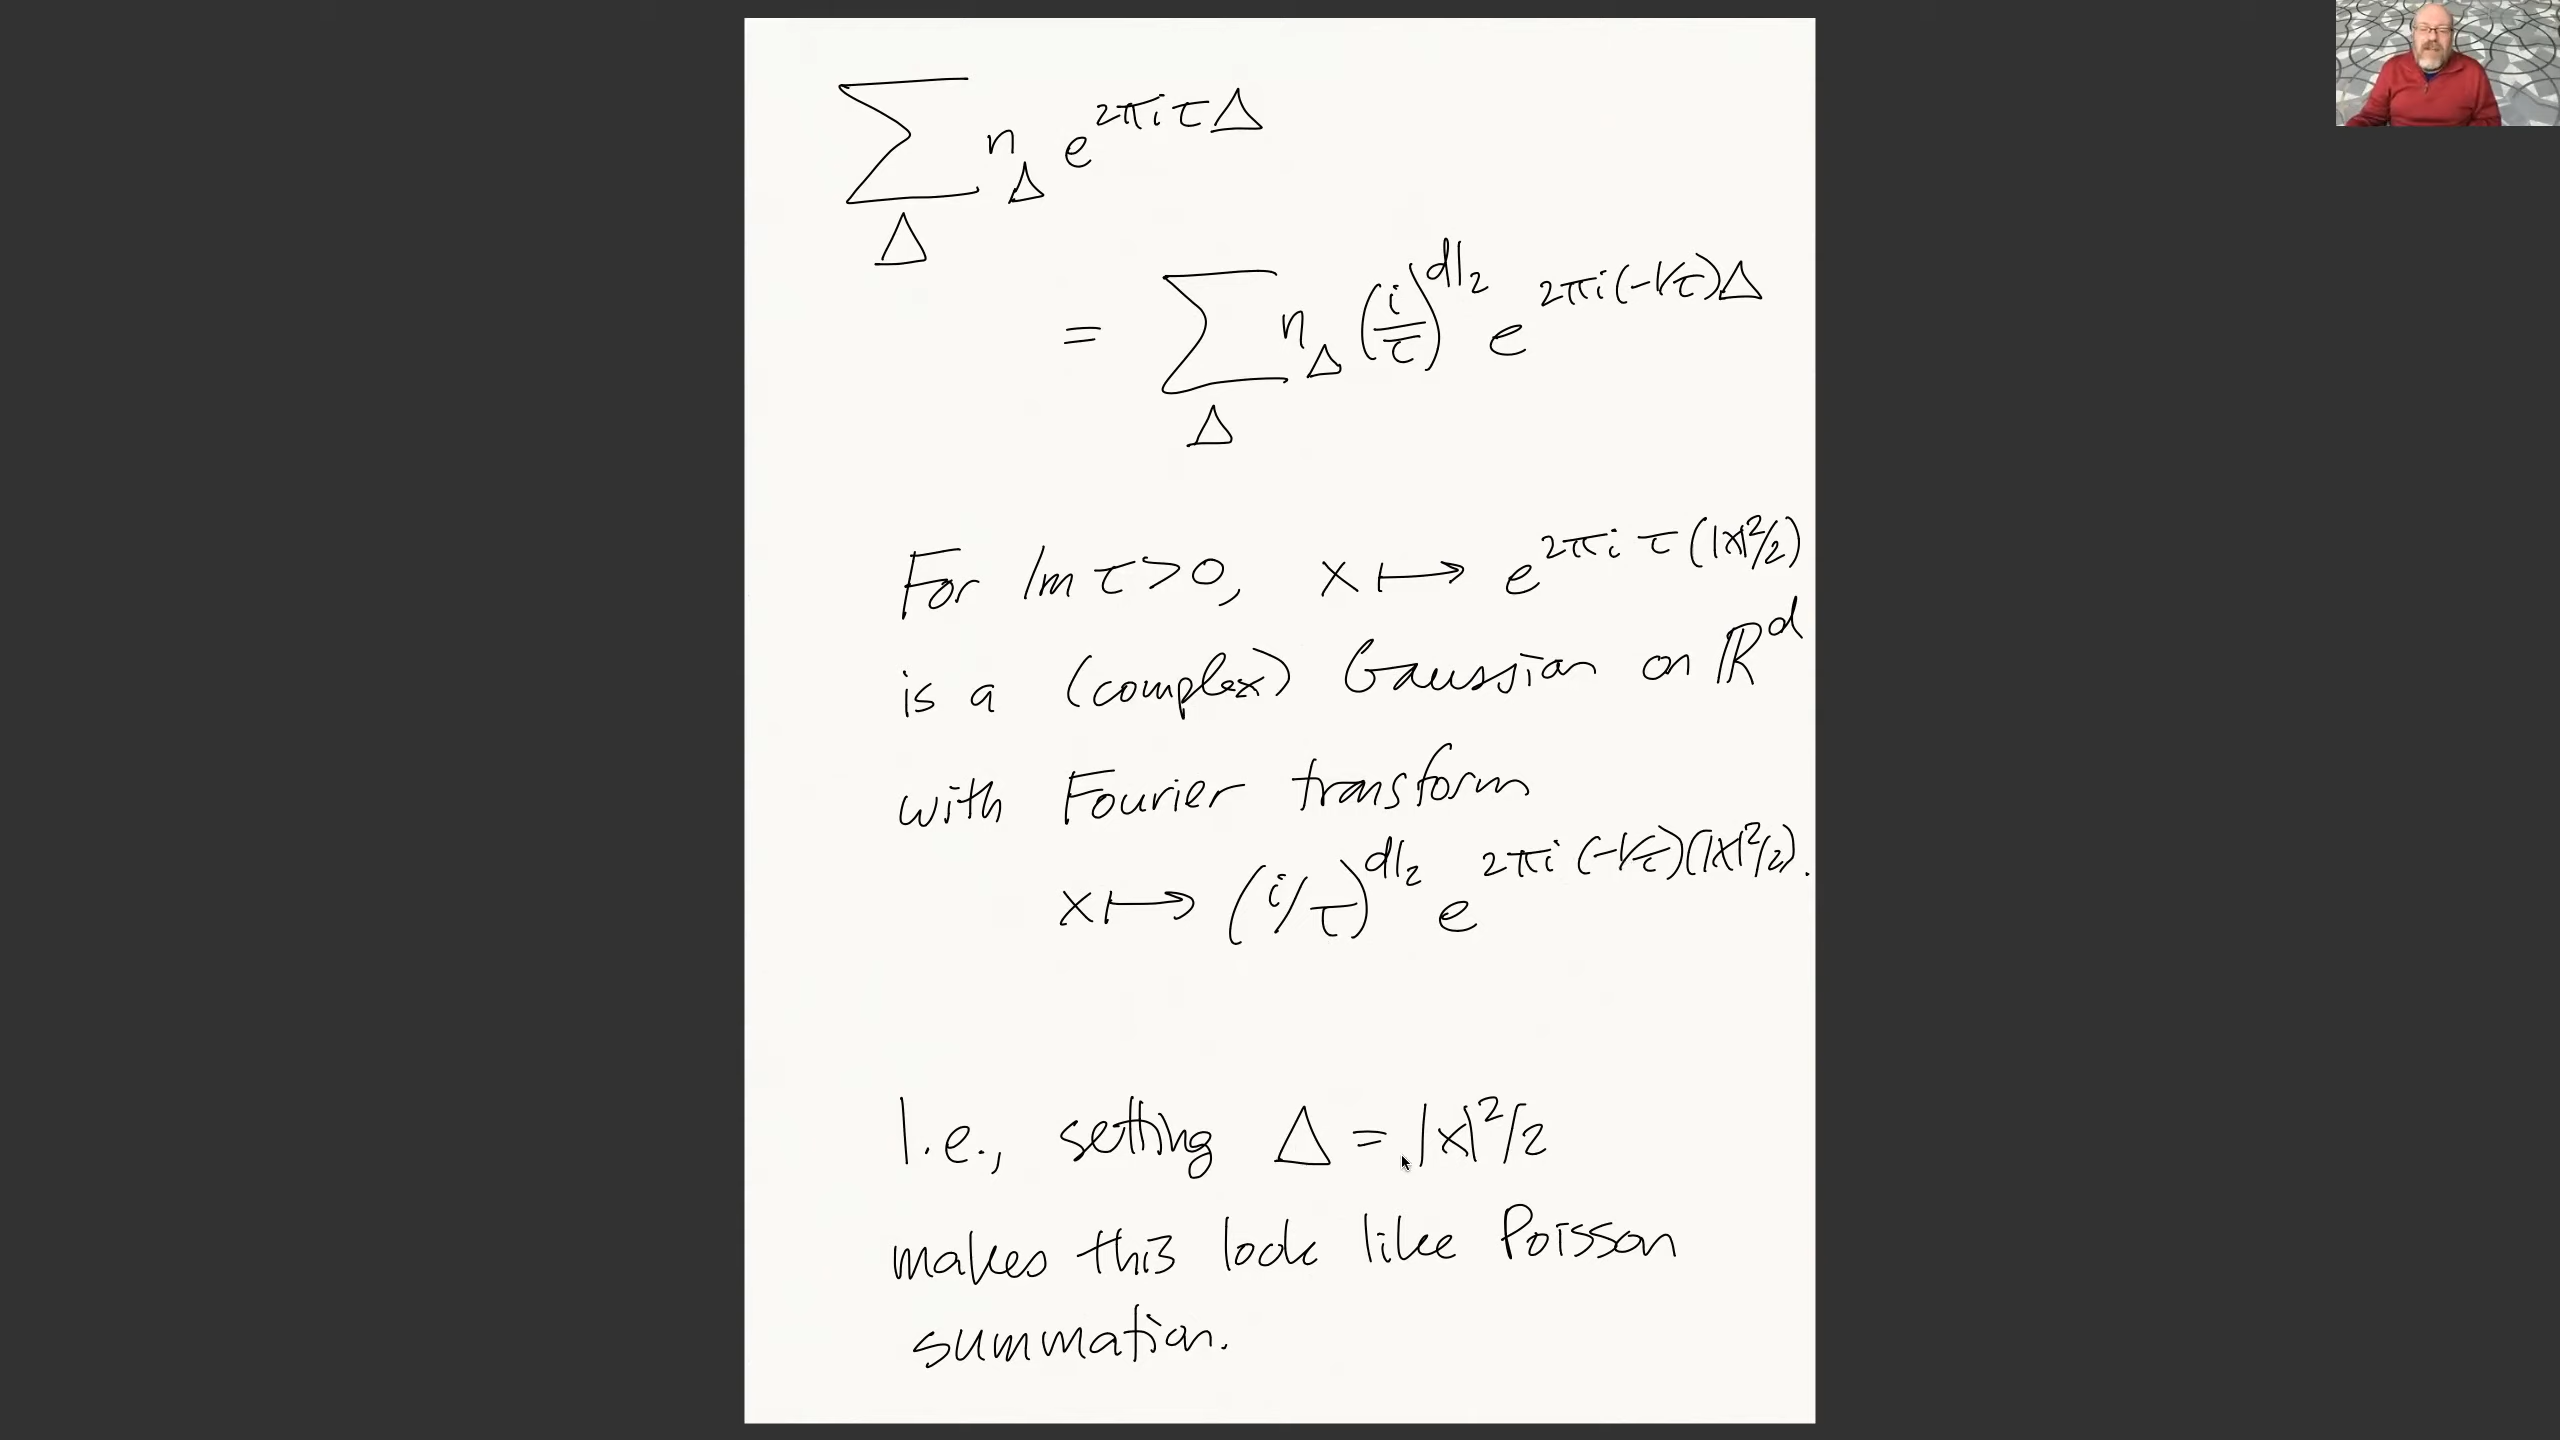 ∑_Δ n_Δ e^{2πiτΔ}
= ∑_Δ n_Δ (i/τ)^{d/2} e^{2πi(-1/τ)Δ}
For Im τ>0, x ↦ e^{2πiτ(|x|²/2)}
is a (complex) Gaussian on ℝ^d
with Fourier transform
x ↦ (i/τ)^{d/2} e^{2πi(-1/τ)(|x|²/2)}.
I.e., setting Δ = |x|²/2
makes this look like Poisson
summation.